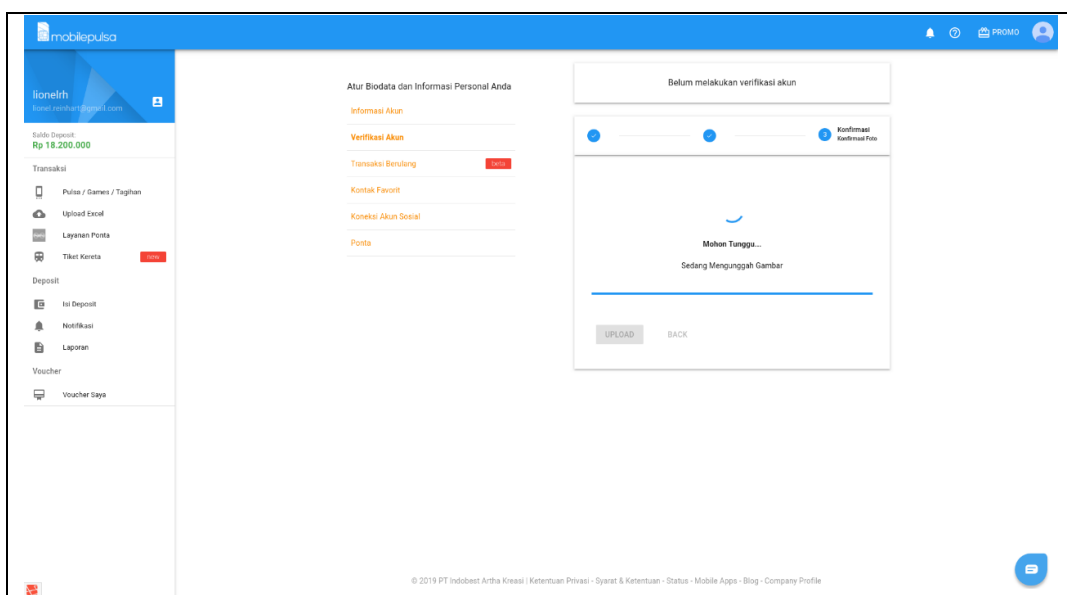 mobilepulsa
PROMO
lionelrh
lionel.reinhart@gmail.com
Saldo Deposit:
Rp 18.200.000
Transaksi
Pulsa / Games / Tagihan
Upload Excel
Layanan Ponta
Tiket Kereta
Deposit
Isi Deposit
Notifikasi
Laporan
Voucher
Voucher Saya
Atur Biodata dan Informasi Personal Anda
Informasi Akun
Verifikasi Akun
Transaksi Berulang beta
Kontak Favorit
Koneksi Akun Sosial
Ponta
Belum melakukan verifikasi akun
3 Konfirmasi
Konfirmasi Foto
Mohon Tunggu...
Sedang Mengunggah Gambar
UPLOAD BACK
© 2019 PT Indobest Artha Kreasi | Ketentuan Privasi - Syarat & Ketentuan - Status - Mobile Apps - Blog - Company Profile